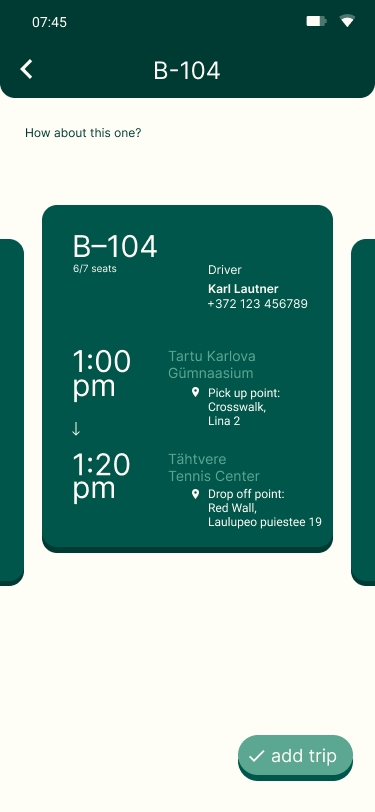 07:45
B-104
How about this one?
B–104
6/7 seats
Driver
Karl Lautner
+372 123 456789
1:00
pm
Tartu Karlova
Gümnaasium
Pick up point:
Crosswalk,
Lina 2
↓
1:20
pm
Tähtvere
Tennis Center
Drop off point:
Red Wall,
Laulupeo puiestee 19
add trip